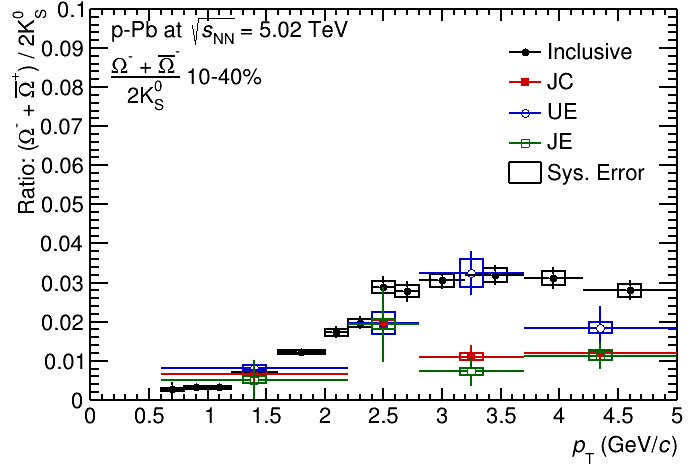 p-Pb at √s_NN = 5.02 TeV
Ω⁻ + Ω̅⁻
2K⁰_S
10-40%
Inclusive
JC
UE
JE
Sys. Error
Ratio: (Ω⁻ + Ω̅⁺) / 2K⁰_S
0.1
0.09
0.08
0.07
0.06
0.05
0.04
0.03
0.02
0.01
0
0 0.5 1 1.5 2 2.5 3 3.5 4 4.5 5
p_T (GeV/c)